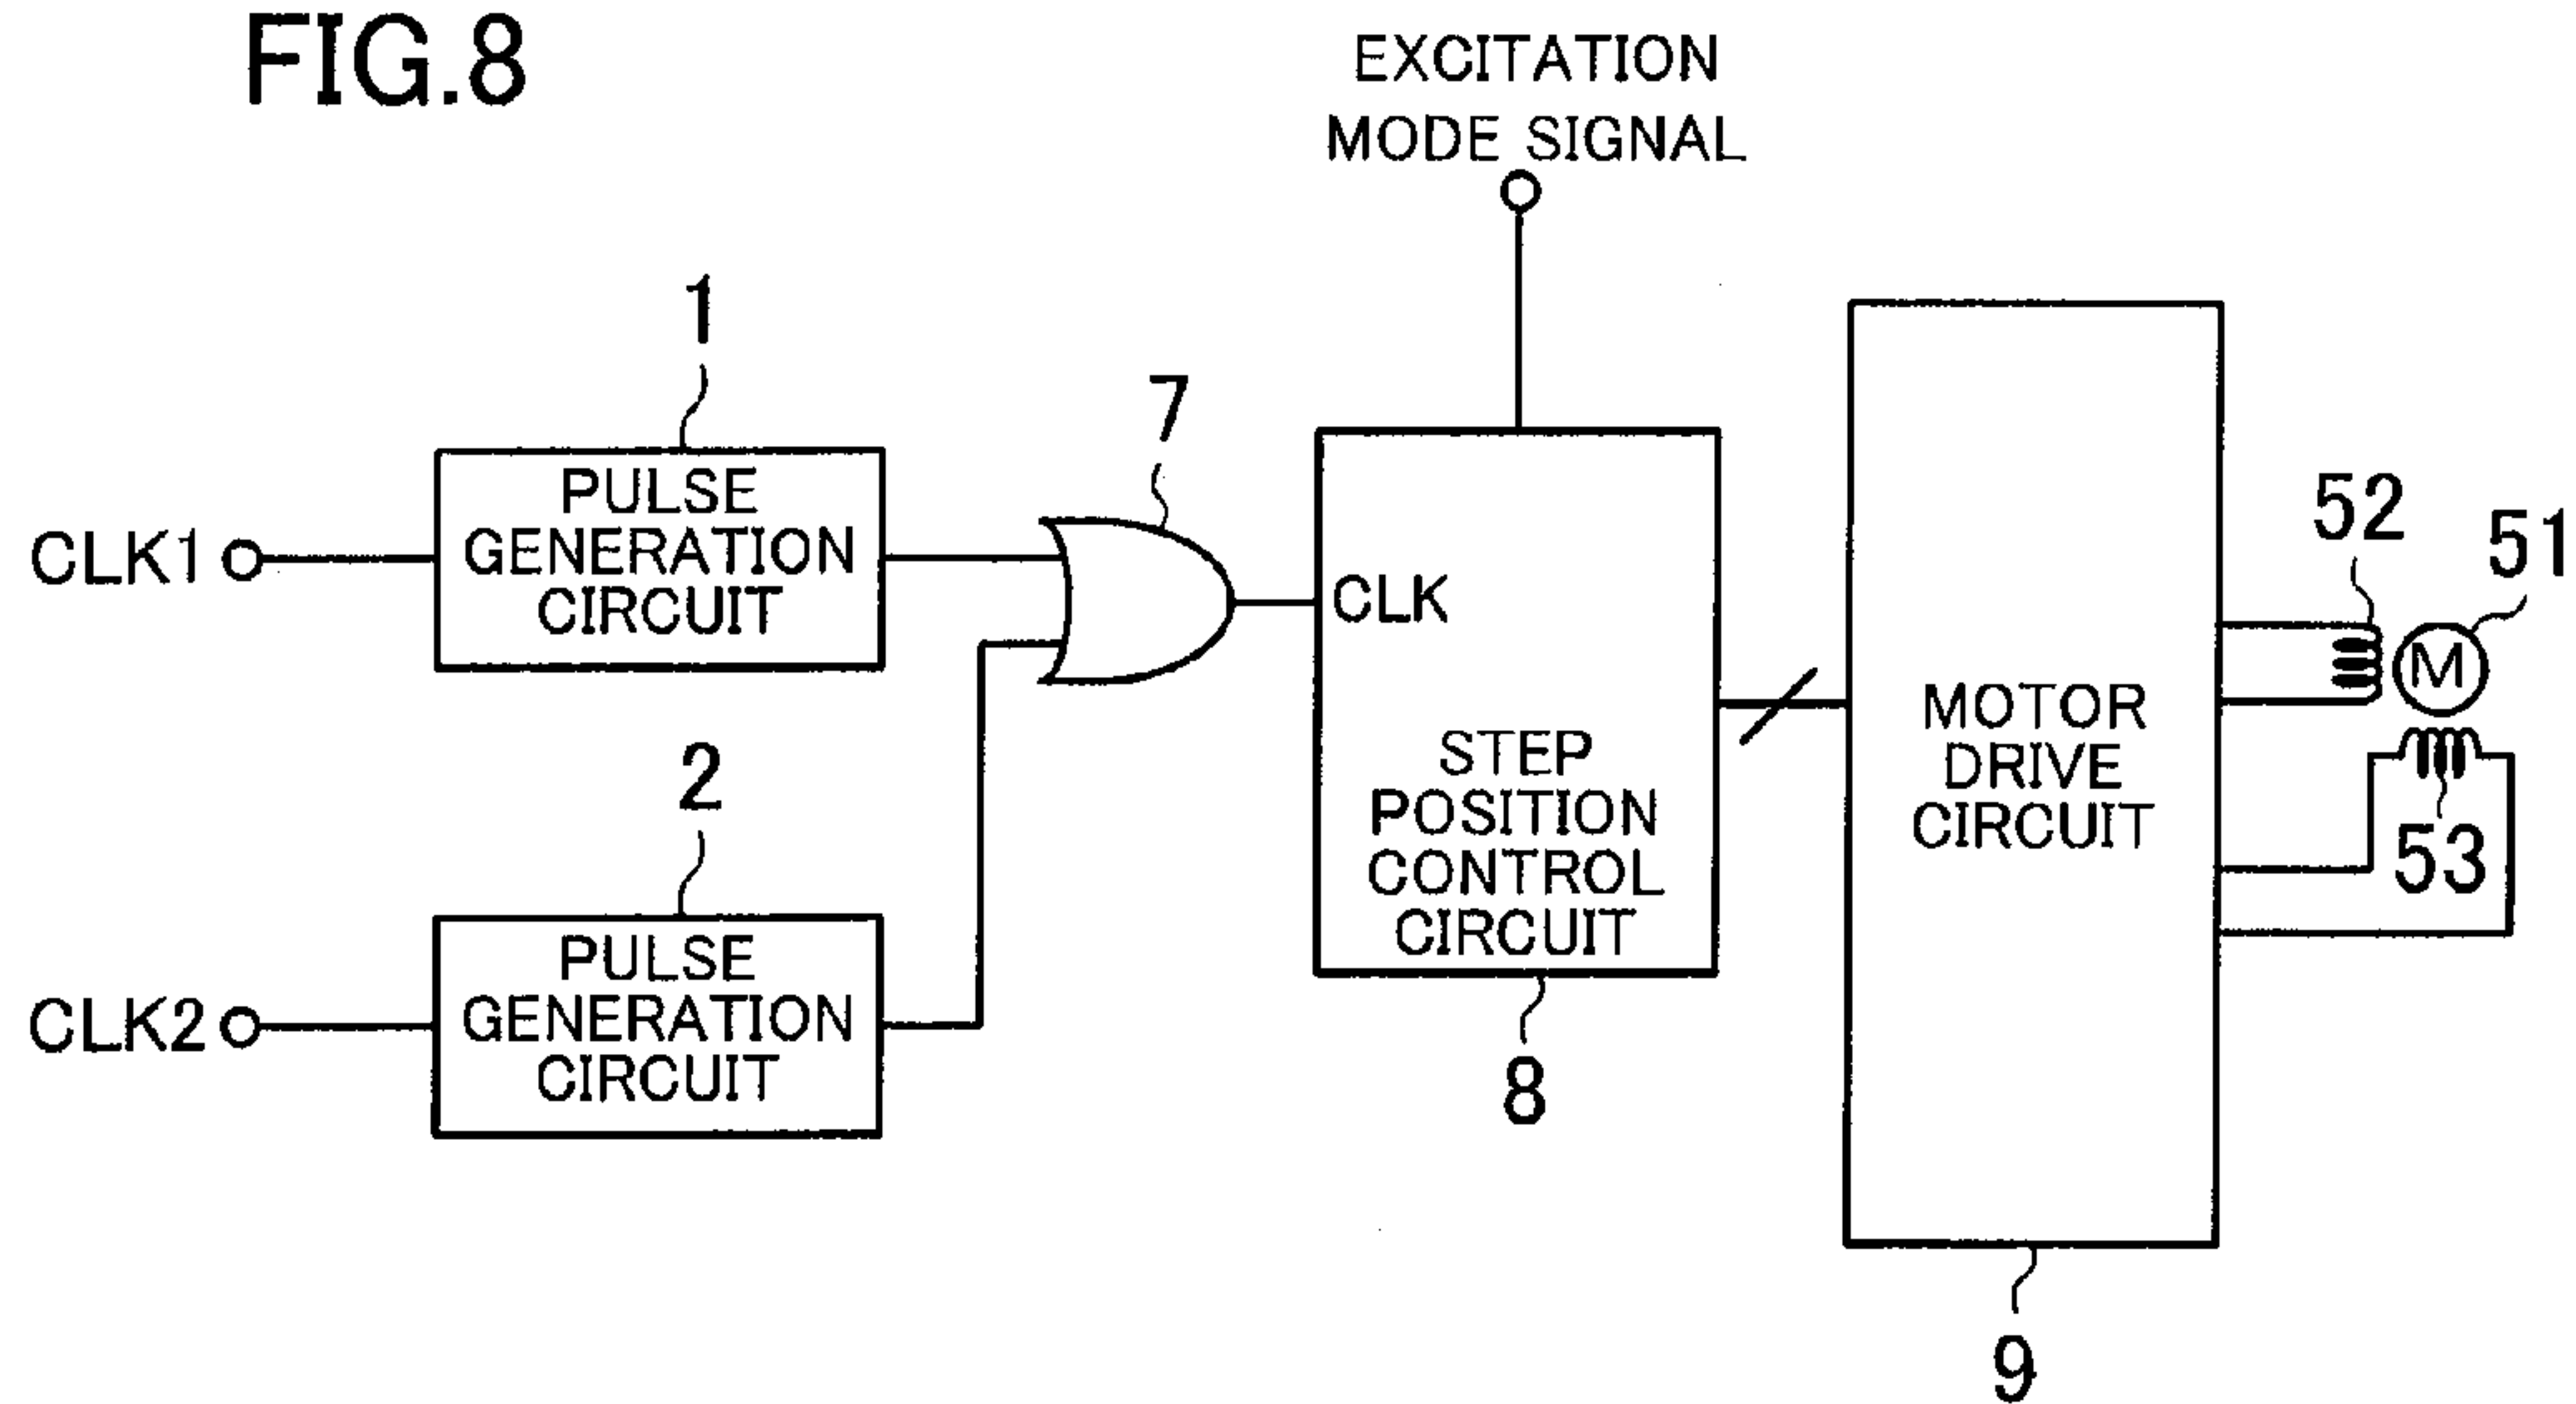 FIG.8
EXCITATION
MODE SIGNAL
1
PULSE
GENERATION
CIRCUIT
CLK1
7
CLK
STEP
POSITION
CONTROL
CIRCUIT
8
2
PULSE
GENERATION
CIRCUIT
CLK2
MOTOR
DRIVE
CIRCUIT
9
52
51
M
53